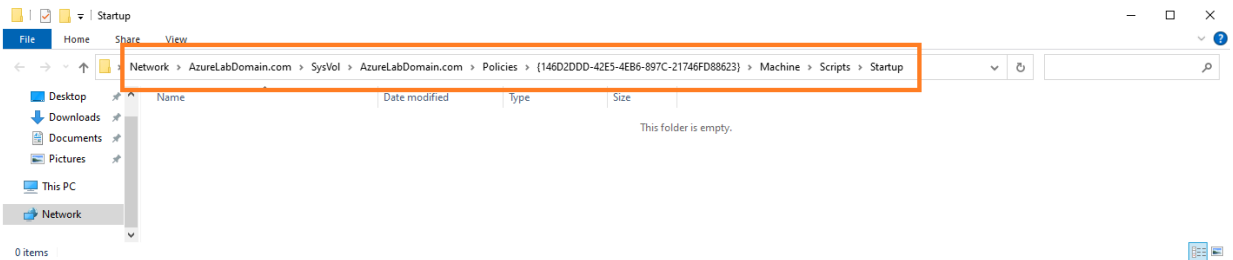 Startup
File Home Share View
Network > AzureLabDomain.com > SysVol > AzureLabDomain.com > Policies > {146D2DDD-42E5-4EB6-897C-21746FD88623} > Machine > Scripts > Startup
Name Date modified Type Size
This folder is empty.
Desktop
Downloads
Documents
Pictures
This PC
Network
0 items